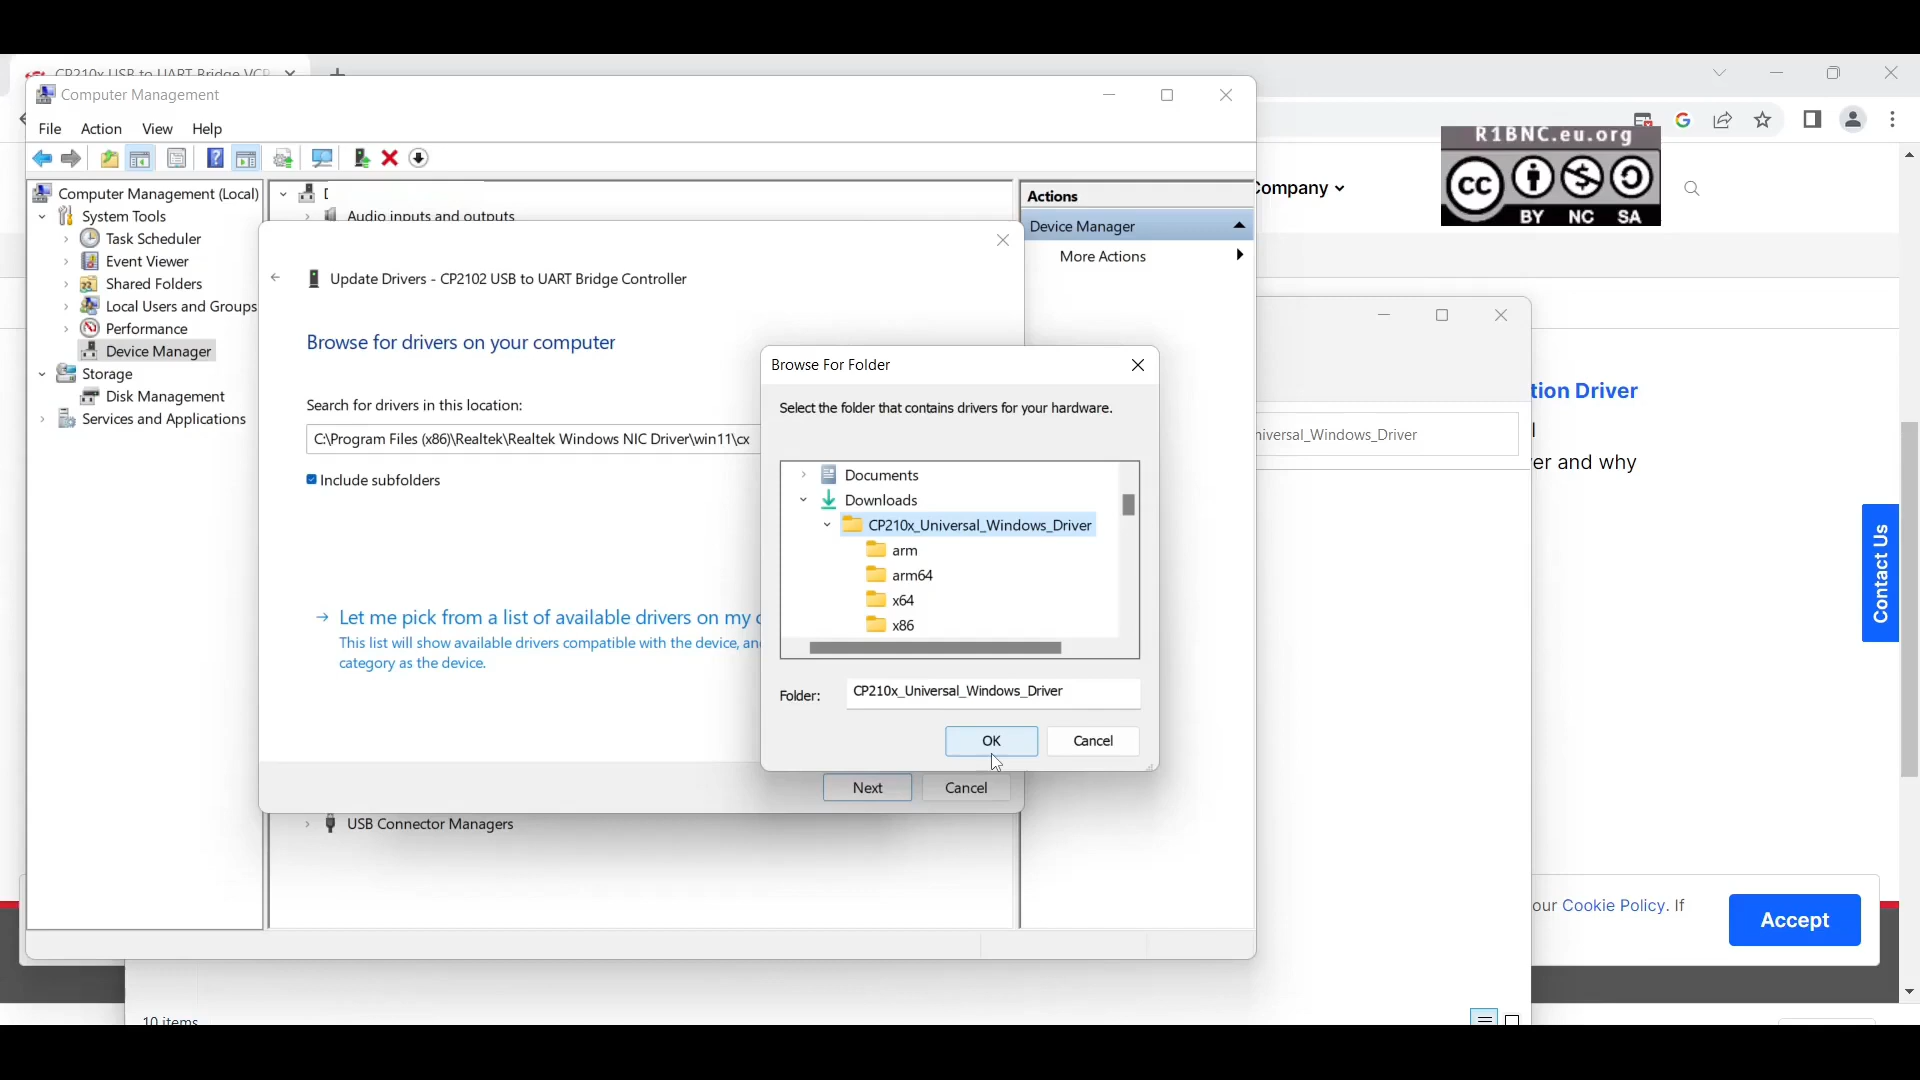 CP210x USB to UART Bridge VCP
Computer Management
File Action View Help
Computer Management (Local)
System Tools
Task Scheduler
Event Viewer
Shared Folders
Local Users and Groups
Performance
Device Manager
Storage
Disk Management
Services and Applications
Audio inputs and outputs
Actions
Device Manager
More Actions
Update Drivers - CP2102 USB to UART Bridge Controller
Browse for drivers on your computer
Search for drivers in this location:
C:\Program Files (x86)\Realtek\Realtek Windows NIC Driver\win11\cx
Include subfolders
Let me pick from a list of available drivers on my
This list will show available drivers compatible with the device,
category as the device.
Next
Cancel
USB Connector Managers
Browse For Folder
Select the folder that contains drivers for your hardware.
Documents
Downloads
CP210x_Universal_Windows_Driver
arm
arm64
x64
x86
Folder:
CP210x_Universal_Windows_Driver
OK
Cancel
R1BNC.eu.org
cc
BY NC SA
ompany
tion Driver
iversal_Windows_Driver
er and why
Contact Us
our Cookie Policy. If
Accept
10 items